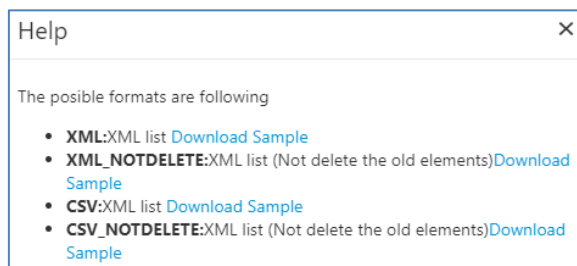 Help ×
The posible formats are following
• XML:XML list Download Sample
• XML_NOTDELETE:XML list (Not delete the old elements)Download
Sample
• CSV:XML list Download Sample
• CSV_NOTDELETE:XML list (Not delete the old elements)Download
Sample